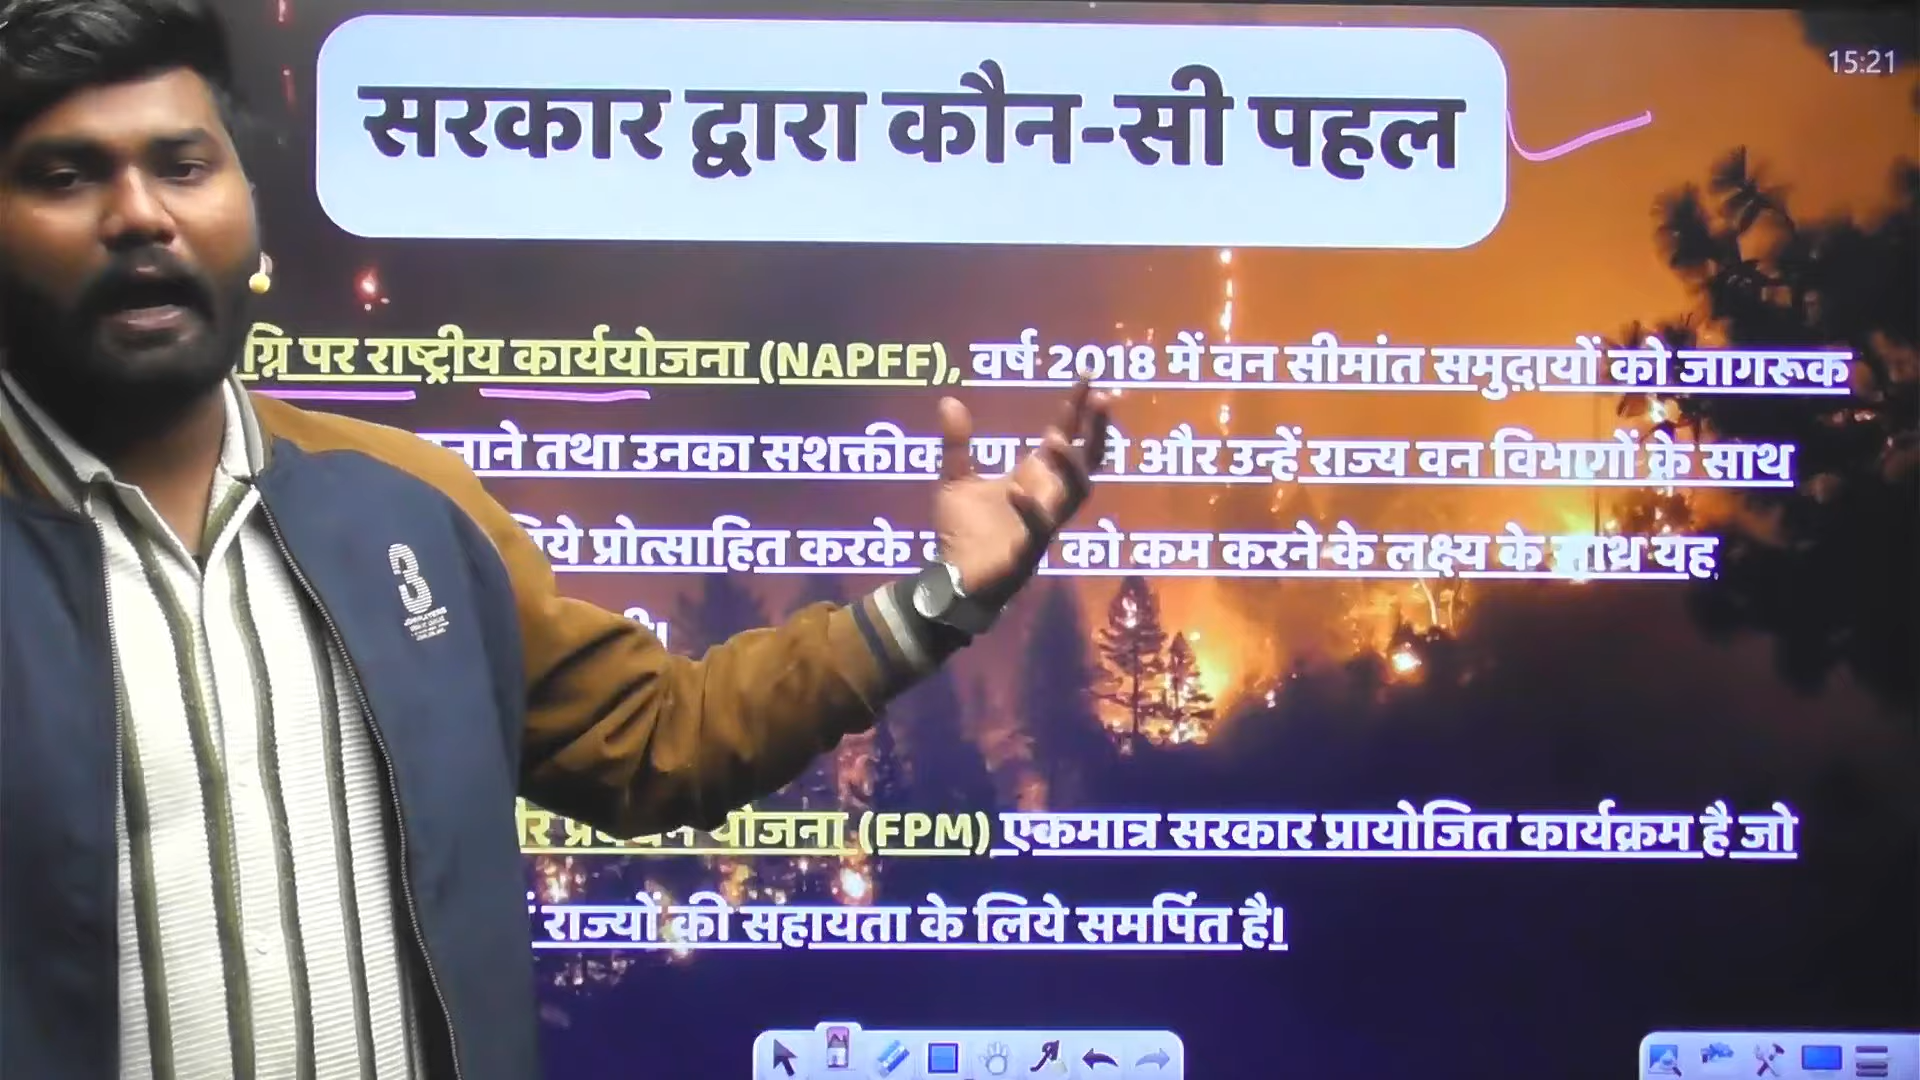 15:21
सरकार द्वारा कौन-सी पहल
पर राष्ट्रीय कार्ययोजना (NAPFF), वर्ष 2018 में वन सीमांत समुदायों को जागरूक
तथा उनका और उन्हें राज्य वन विभागों के साथ
प्रोत्साहित करके को कम करने के लक्ष्य के साथ यह
योजना (FPM) एकमात्र सरकार प्रायोजित कार्यक्रम है जो
राज्यों की सहायता के लिये समर्पित है।
3